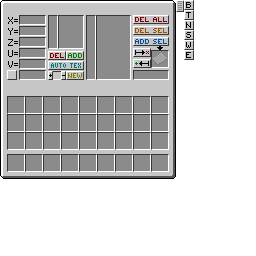 X=
Y=
Z=
U=
V=
DEL ADD
AUTO TEX
NEW
DEL ALL
DEL SEL
ADD SEL
B
T
N
S
W
E